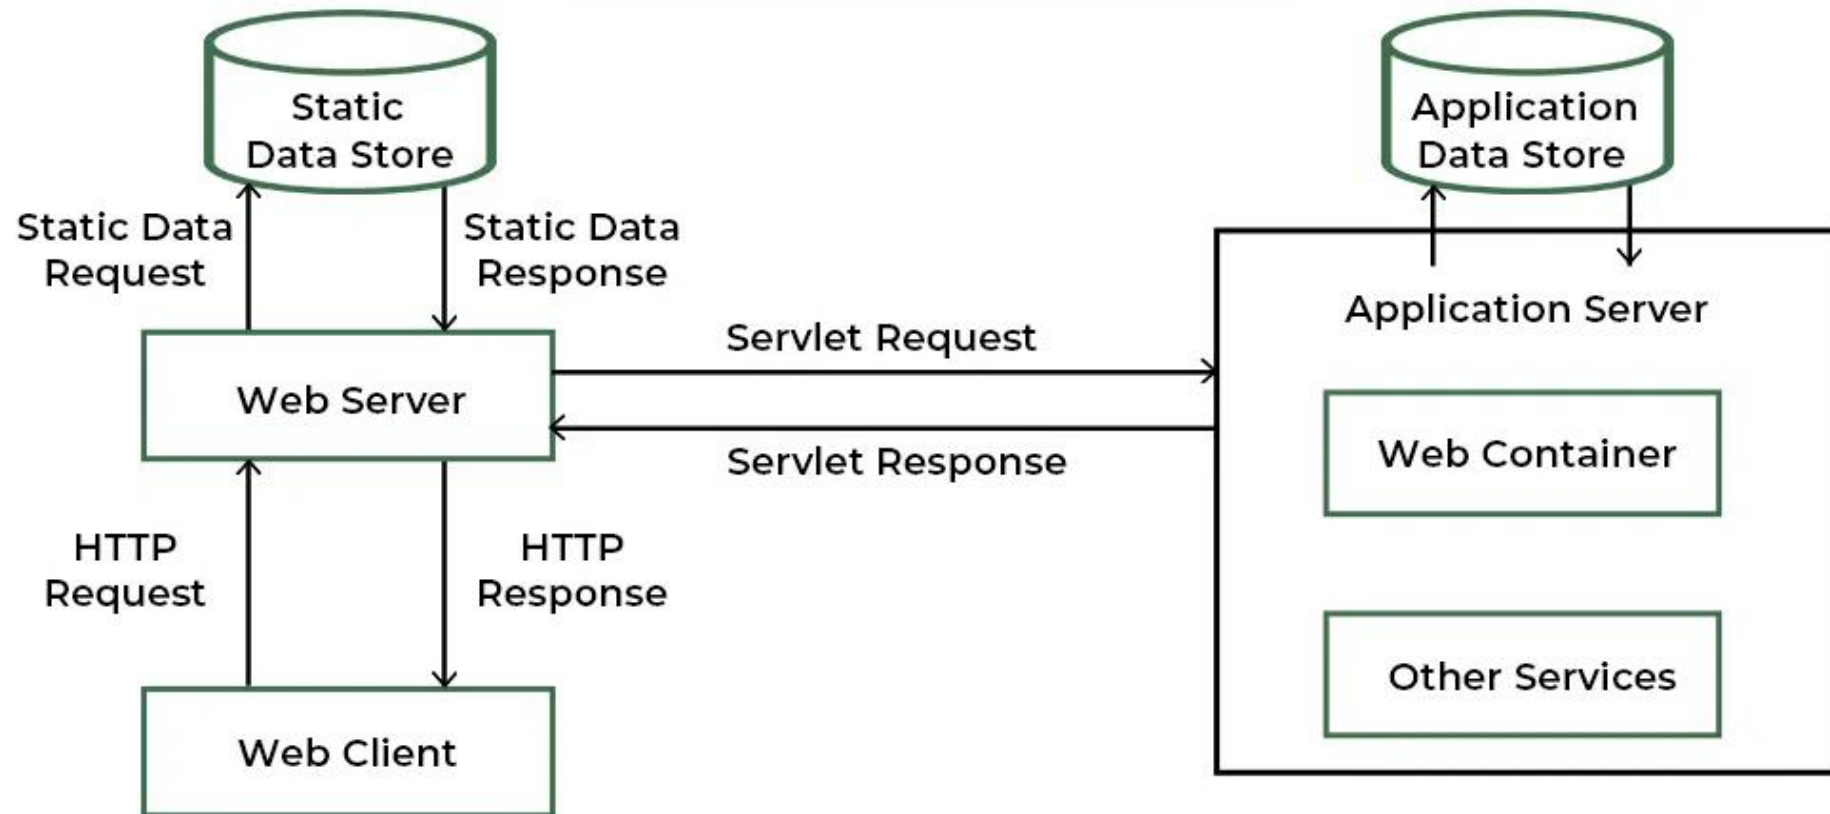 Static
Data Store
Application
Data Store
Static Data
Request
Static Data
Response
Application Server
Servlet Request
Web Server
Servlet Response
Web Container
HTTP
Request
HTTP
Response
Other Services
Web Client